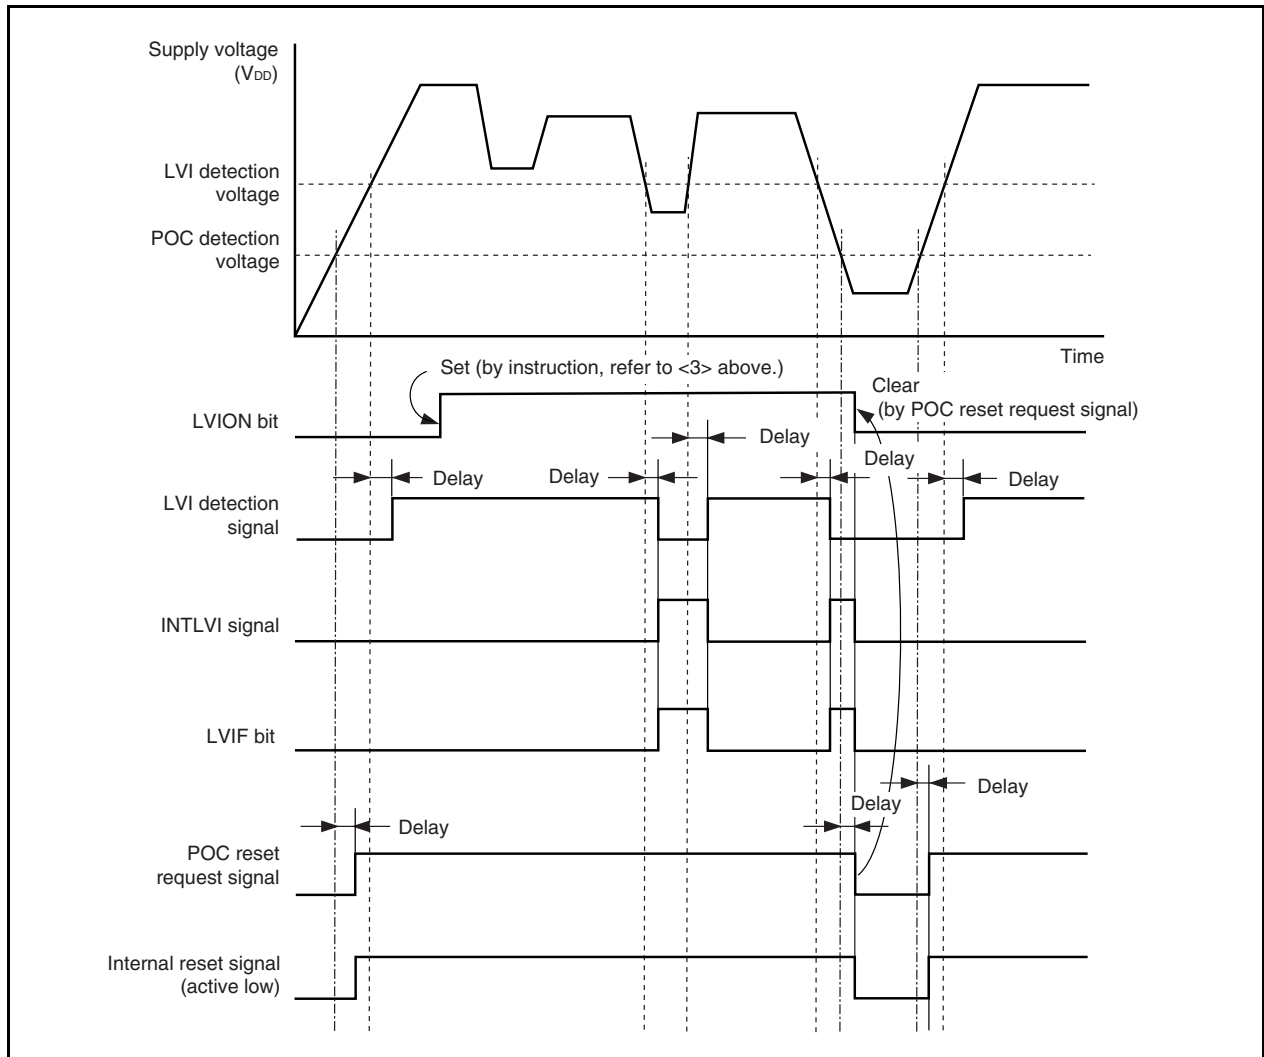 Supply voltage
(VDD)
LVI detection
voltage
POC detection
voltage
Time
Set (by instruction, refer to <3> above.)
Clear
(by POC reset request signal)
LVION bit
Delay
Delay
Delay
Delay
Delay
LVI detection
signal
INTLVI signal
LVIF bit
Delay
Delay
Delay
POC reset
request signal
Internal reset signal
(active low)